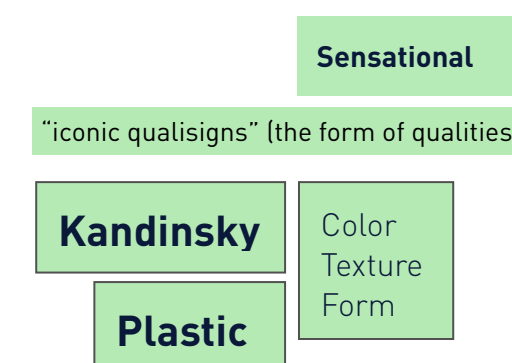 Sensational
“iconic qualisigns” (the form of qualities
Kandinsky
Color
Texture
Form
Plastic